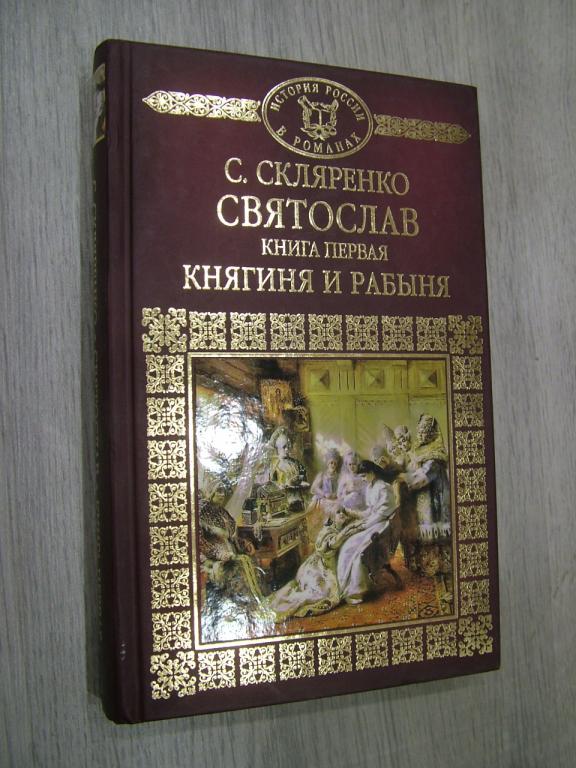 ИСТОРИЯ РОССИИ
В РОМАНАХ
С. СКЛЯРЕНКО
СВЯТОСЛАВ
КНИГА ПЕРВАЯ
КНЯГИНЯ И РАБЫНЯ